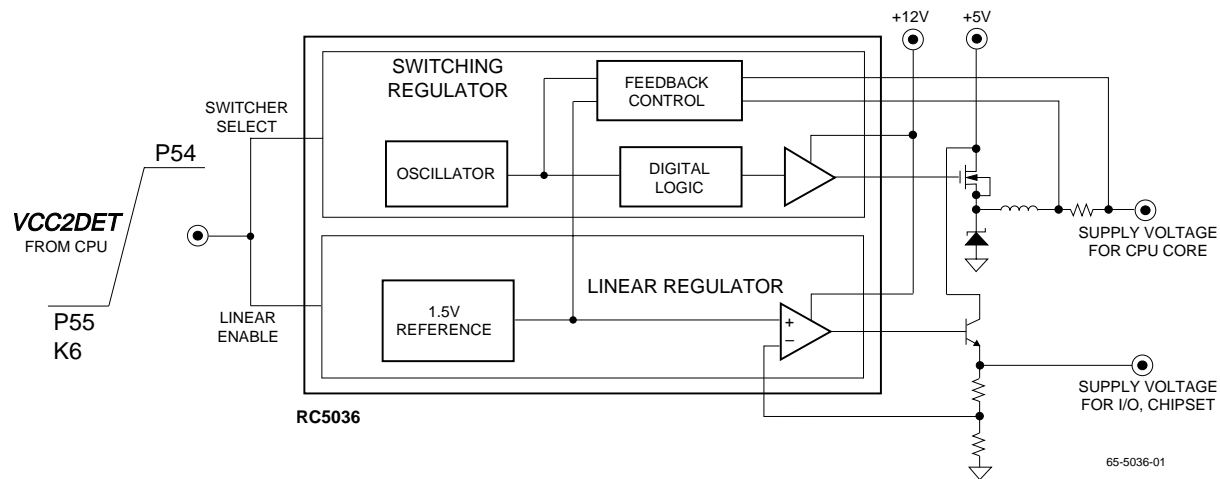 +12V
+5V
SWITCHING
REGULATOR
FEEDBACK
CONTROL
SWITCHER
SELECT
P54
OSCILLATOR
DIGITAL
LOGIC
VCC2DET
FROM CPU
SUPPLY VOLTAGE
FOR CPU CORE
LINEAR REGULATOR
P55
K6
LINEAR
ENABLE
1.5V
REFERENCE
+
–
SUPPLY VOLTAGE
FOR I/O, CHIPSET
RC5036
65-5036-01